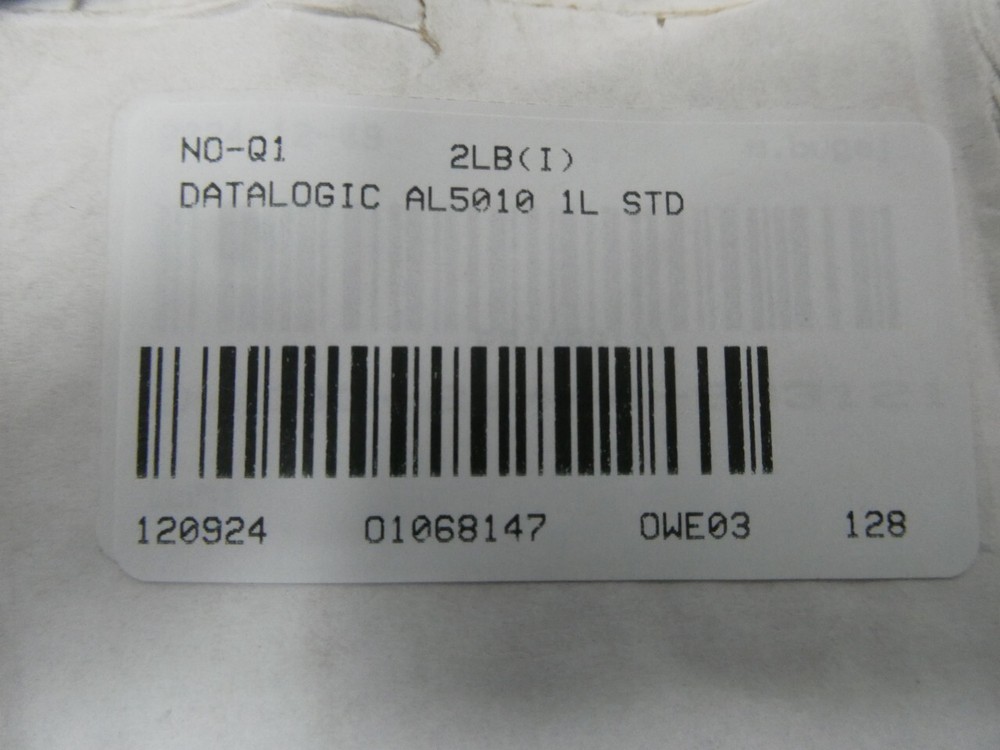 NO-Q1 2LB(I)
DATALOGIC AL5010 1L STD
120924 01068147 OWE03 128